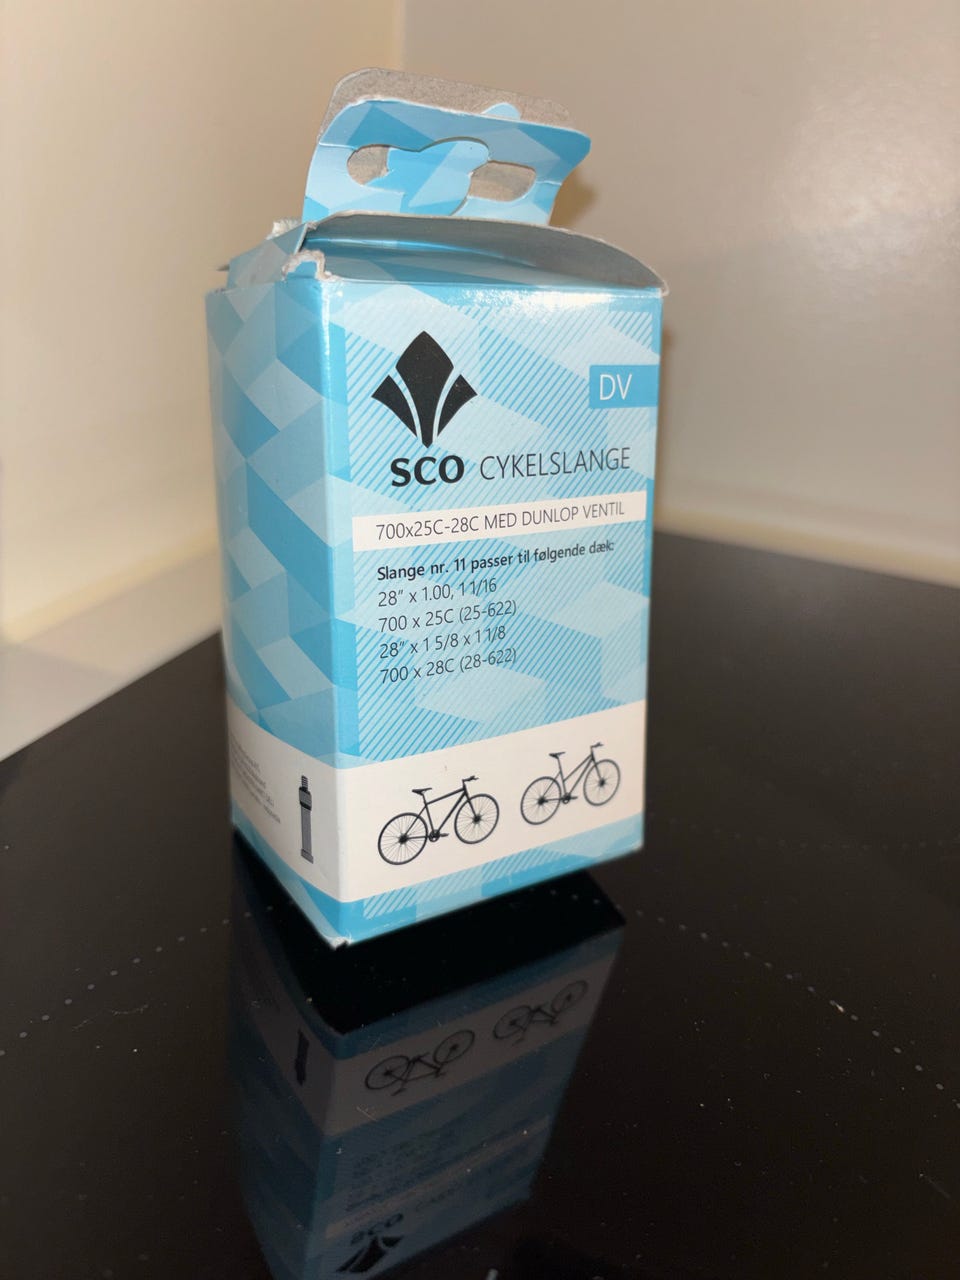 DV
SCO CYKELSLANGE
700x25C-28C MED DUNLOP VENTIL
Slange nr. 11 passer til følgende dæk:
28" x 1.00, 1 1/16
700 x 25C (25-622)
28" x 1 5/8 x 1 1/8
700 x 28C (28-622)